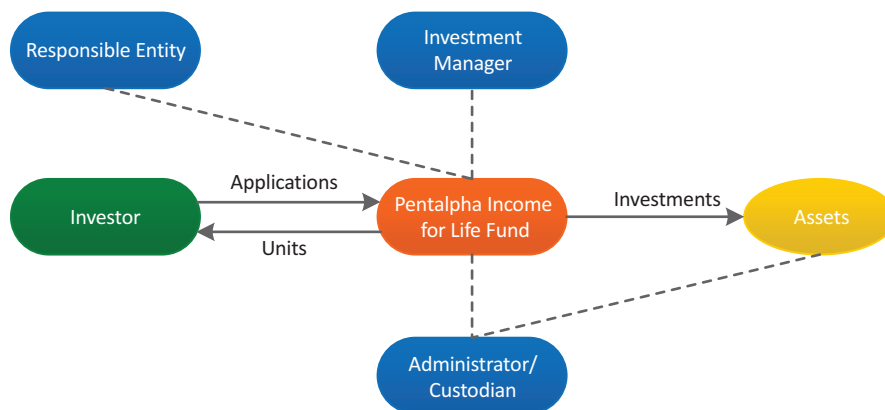 Responsible Entity
Investment
Manager
Applications
Investor
Units
Pentalpha Income
for Life Fund
Investments
Assets
Administrator/
Custodian